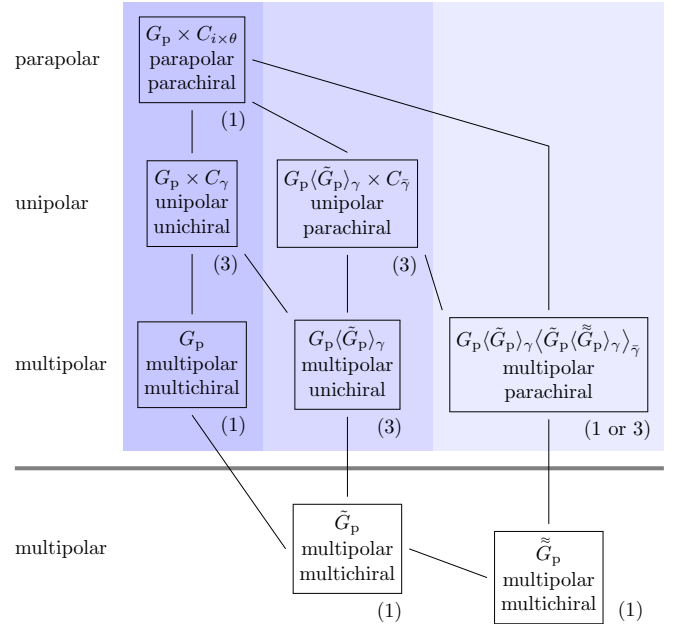 parapolar
G_p × C_{i×θ}
parapolar
parachiral
(1)
unipolar
G_p × C_γ
unipolar
unichiral
(3)
G_p⟨G̃_p⟩_γ × C_γ̄
unipolar
parachiral
(3)
multipolar
G_p
multipolar
multichiral
(1)
G_p⟨G̃_p⟩_γ
multipolar
unichiral
(3)
G_p⟨G̃_p⟩_γ⟨G̃_p⟨G̃̃_p⟩_γ⟩_γ̄
multipolar
parachiral
(1 or 3)
multipolar
G̃_p
multipolar
multichiral
(1)
G̃̃_p
multipolar
multichiral
(1)